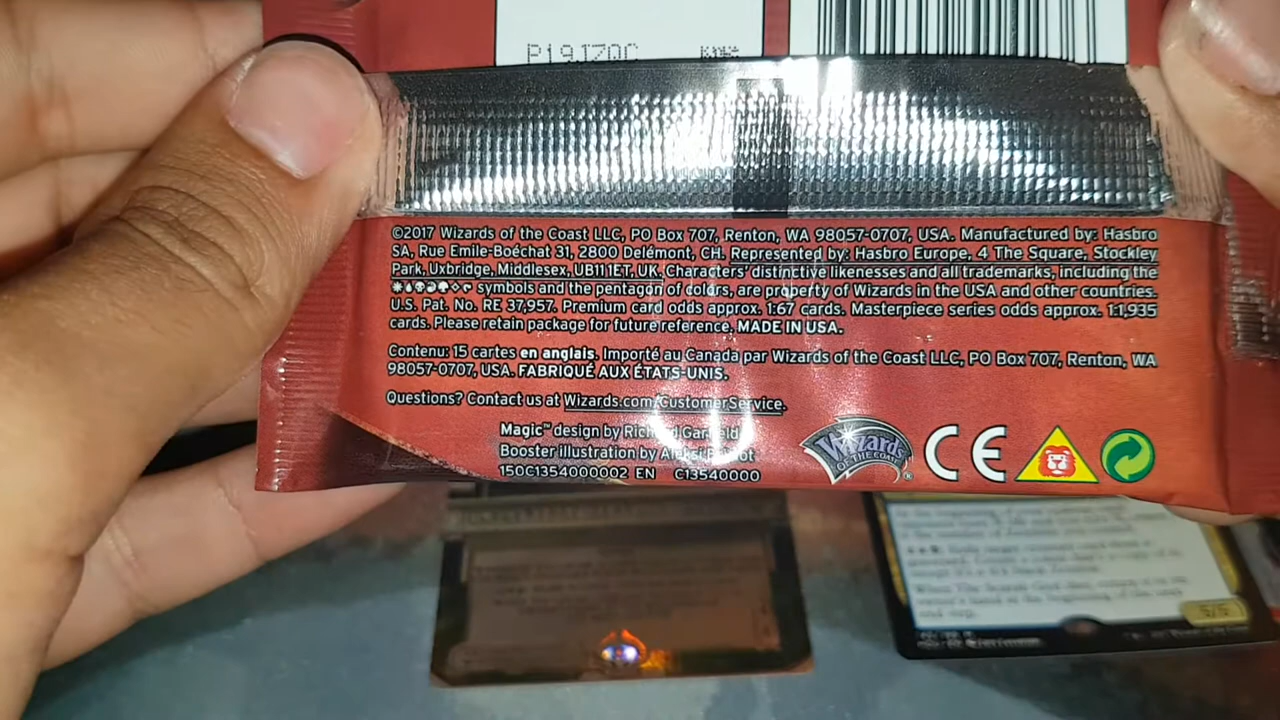 P19JZQC
©2017 Wizards of the Coast LLC, PO Box 707, Renton, WA 98057-0707, USA. Manufactured by: Hasbro
SA, Rue Emile-Boéchat 31, 2800 Delémont, CH. Represented by: Hasbro Europe, 4 The Square, Stockley
Park, Uxbridge, Middlesex, UB11 1ET, UK. Characters' distinctive likenesses and all trademarks, including the
symbols and the pentagon of colors, are property of Wizards in the USA and other countries.
U.S. Pat. No. RE 37,957. Premium card odds approx. 1:67 cards. Masterpiece series odds approx. 1:1,935
cards. Please retain package for future reference. MADE IN USA.
Contenu: 15 cartes en anglais. Importé au Canada par Wizards of the Coast LLC, PO Box 707, Renton, WA
98057-0707, USA. FABRIQUÉ AUX ÉTATS-UNIS.
Questions? Contact us at Wizards.com/CustomerService.
Magic™ design by Richard Garfield
Booster illustration by Aleksi
150C1354000002 EN C13540000
Wizards
OF THE COAST
®
CE
5/5